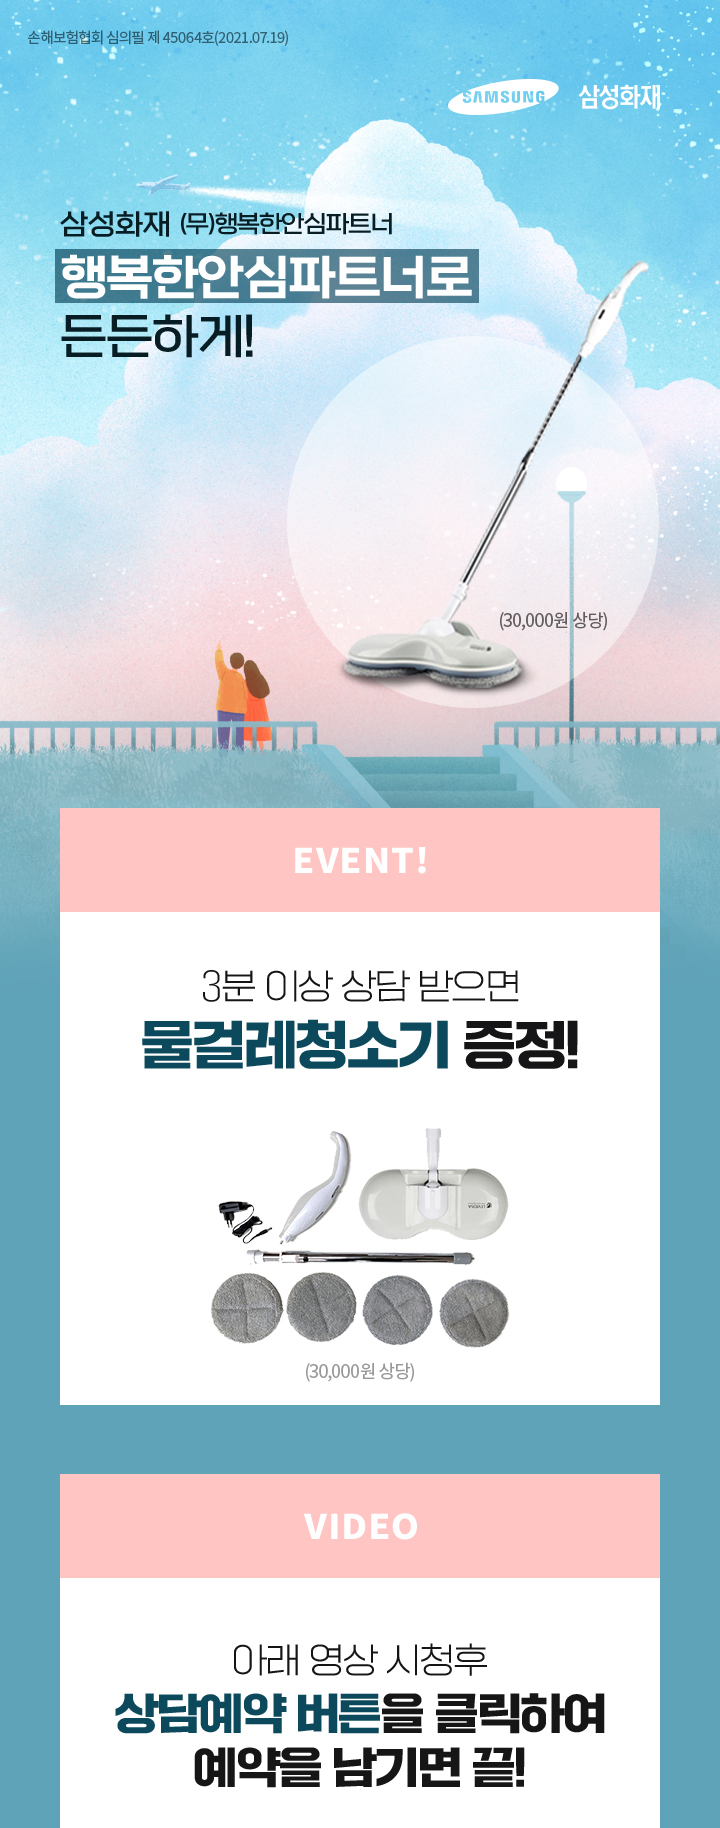 손해보험협회 심의필 제 45064호(2021.07.19)
SAMSUNG 삼성화재
삼성화재 (무)행복한안심파트너
행복한안심파트너로
든든하게!
(30,000원 상당)
EVENT!
3분 이상 상담 받으면
물걸레청소기 증정!
(30,000원 상당)
VIDEO
아래 영상 시청후
상담예약 버튼을 클릭하여
예약을 남기면 끝!